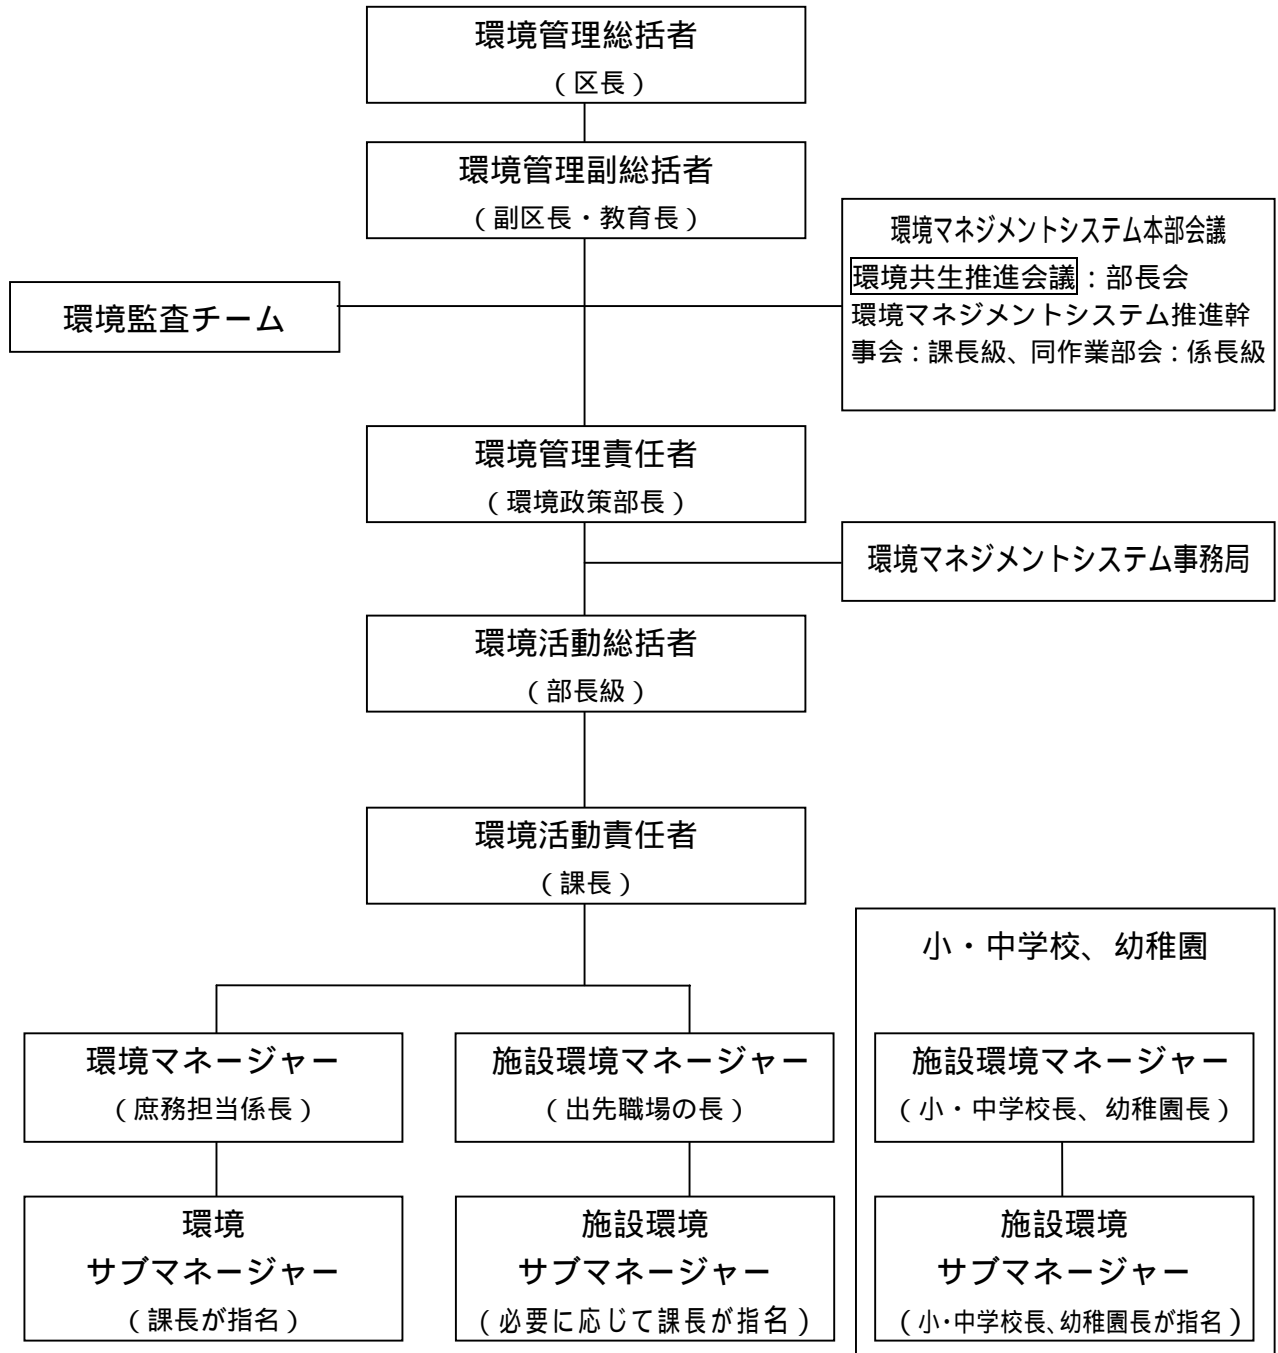 環境管理総括者
（区長）
環境管理副総括者
（副区長・教育長）
環境マネジメントシステム本部会議
環境共生推進会議：部長会
環境マネジメントシステム推進幹
事会：課長級、同作業部会：係長級
環境監査チーム
環境管理責任者
（環境政策部長）
環境マネジメントシステム事務局
環境活動総括者
（部長級）
環境活動責任者
（課長）
小・中学校、幼稚園
環境マネージャー
（庶務担当係長）
施設環境マネージャー
（出先職場の長）
施設環境マネージャー
（小・中学校長、幼稚園長）
環境
サブマネージャー
（課長が指名）
施設環境
サブマネージャー
（必要に応じて課長が指名）
施設環境
サブマネージャー
（小・中学校長、幼稚園長が指名）